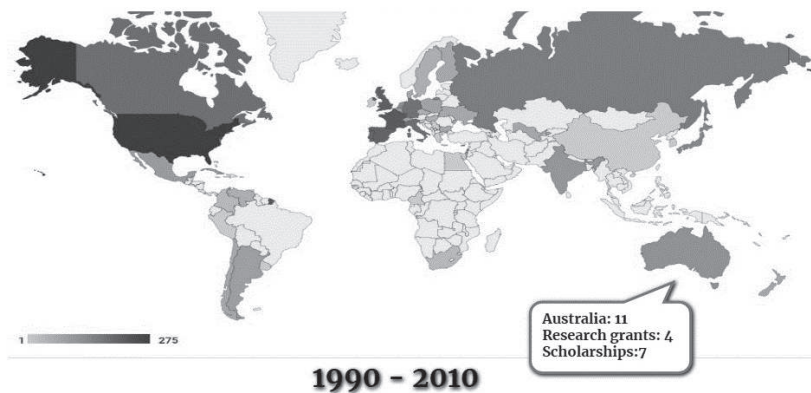 Australia: 11
Research grants: 4
Scholarships:7
1 275
1990 - 2010